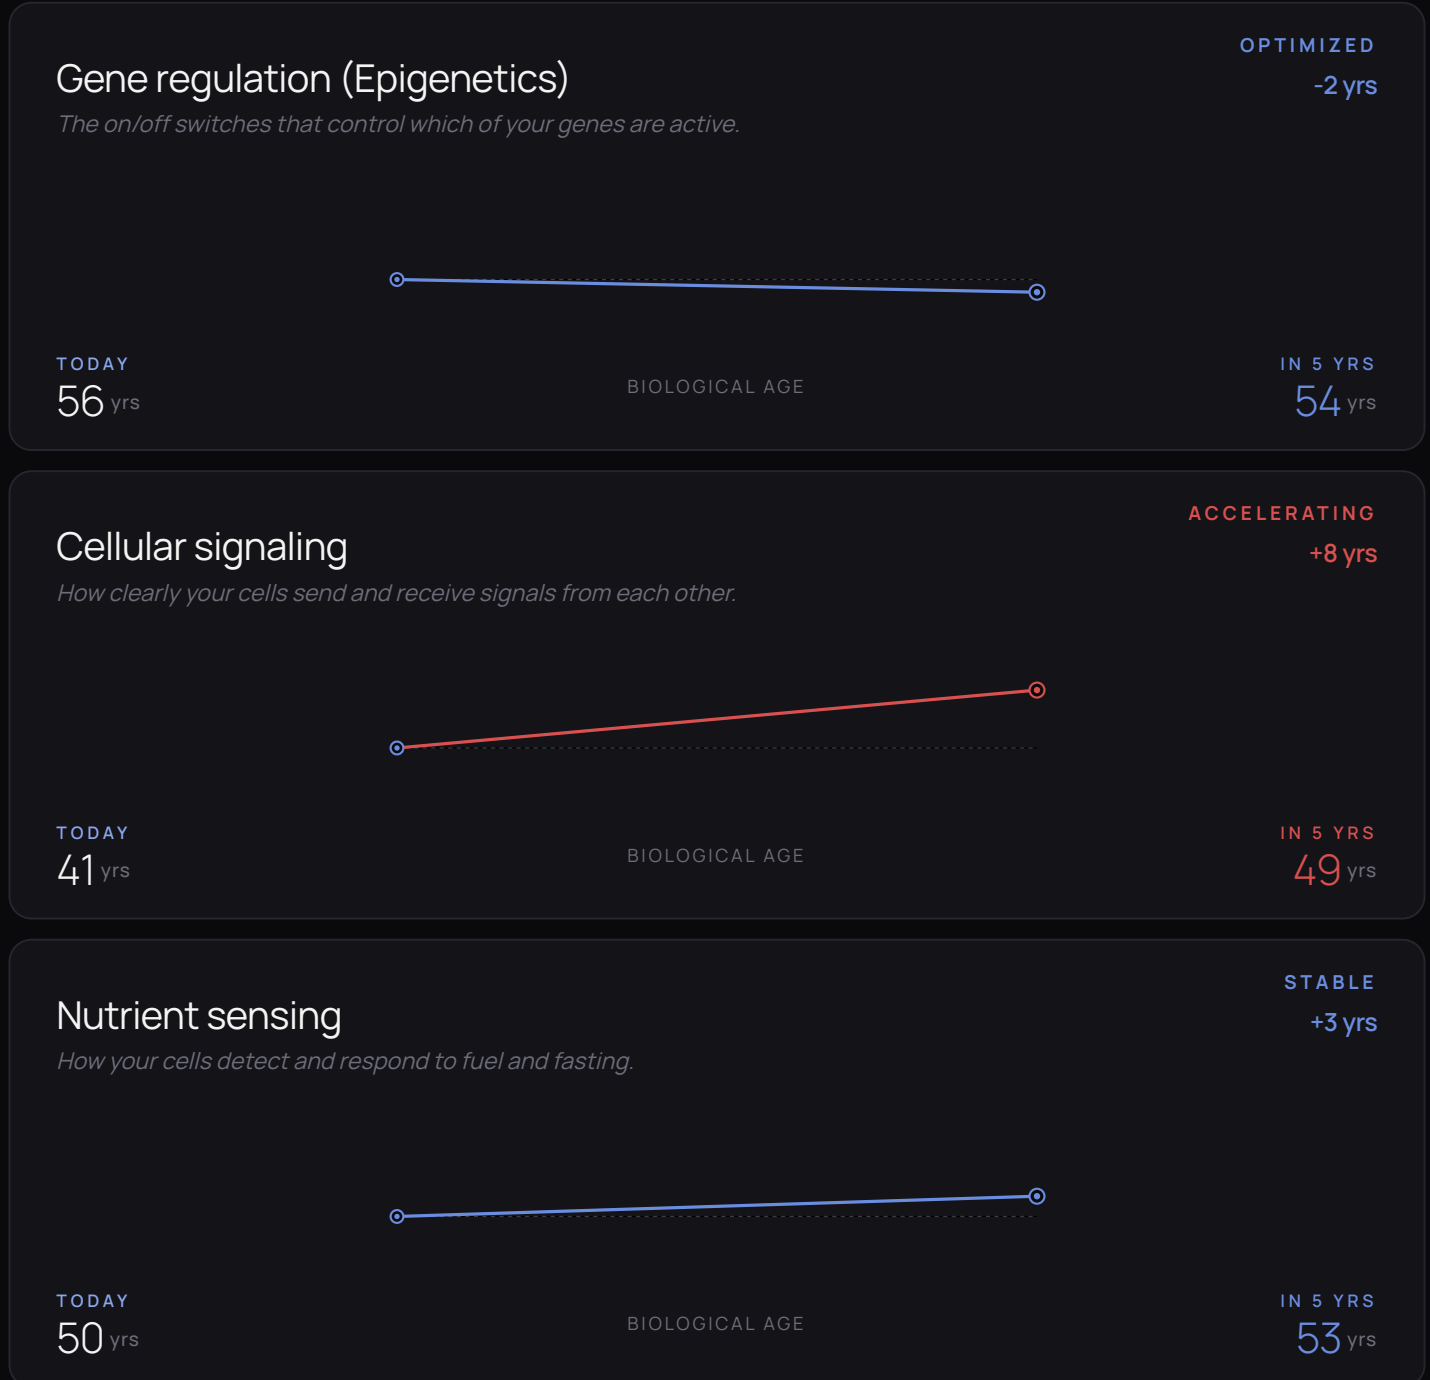 OPTIMIZED
Gene regulation (Epigenetics)
-2 yrs
The on/off switches that control which of your genes are active.
TODAY
IN 5 YRS
56 yrs
BIOLOGICAL AGE
54 yrs
ACCELERATING
Cellular signaling
+8 yrs
How clearly your cells send and receive signals from each other.
TODAY
IN 5 YRS
41 yrs
BIOLOGICAL AGE
49 yrs
STABLE
Nutrient sensing
+3 yrs
How your cells detect and respond to fuel and fasting.
TODAY
IN 5 YRS
50 yrs
BIOLOGICAL AGE
53 yrs